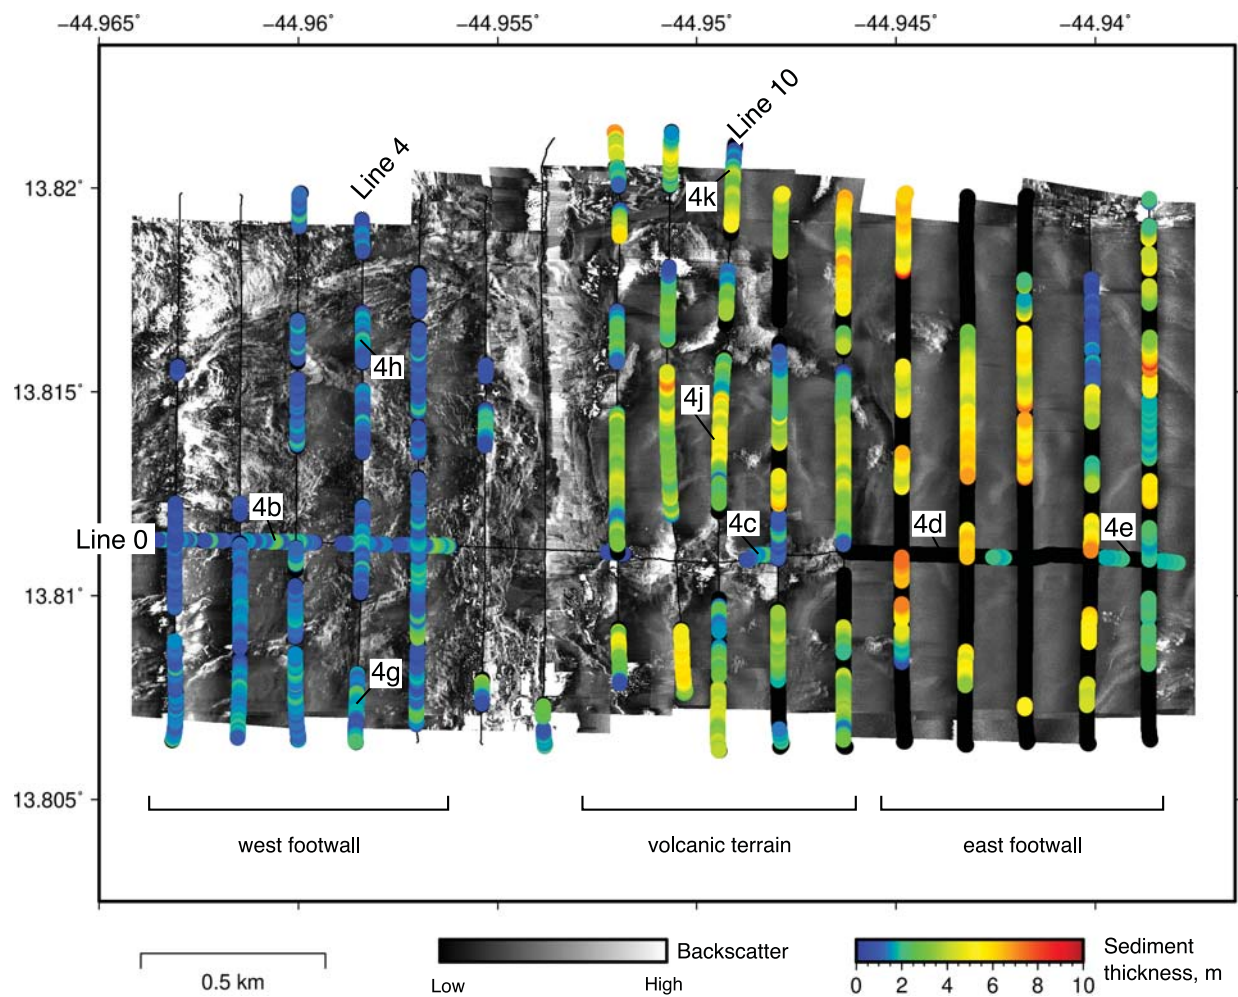 −44.965° −44.96° −44.955° −44.95° −44.945° −44.94°
Line 10
Line 4
13.82°
4k
4h
13.815°
4j
4b
4c
4d
4e
Line 0
13.81°
4g
13.805°
west footwall
volcanic terrain
east footwall
0.5 km
Backscatter
Low
High
Sediment
thickness, m
0 2 4 6 8 10